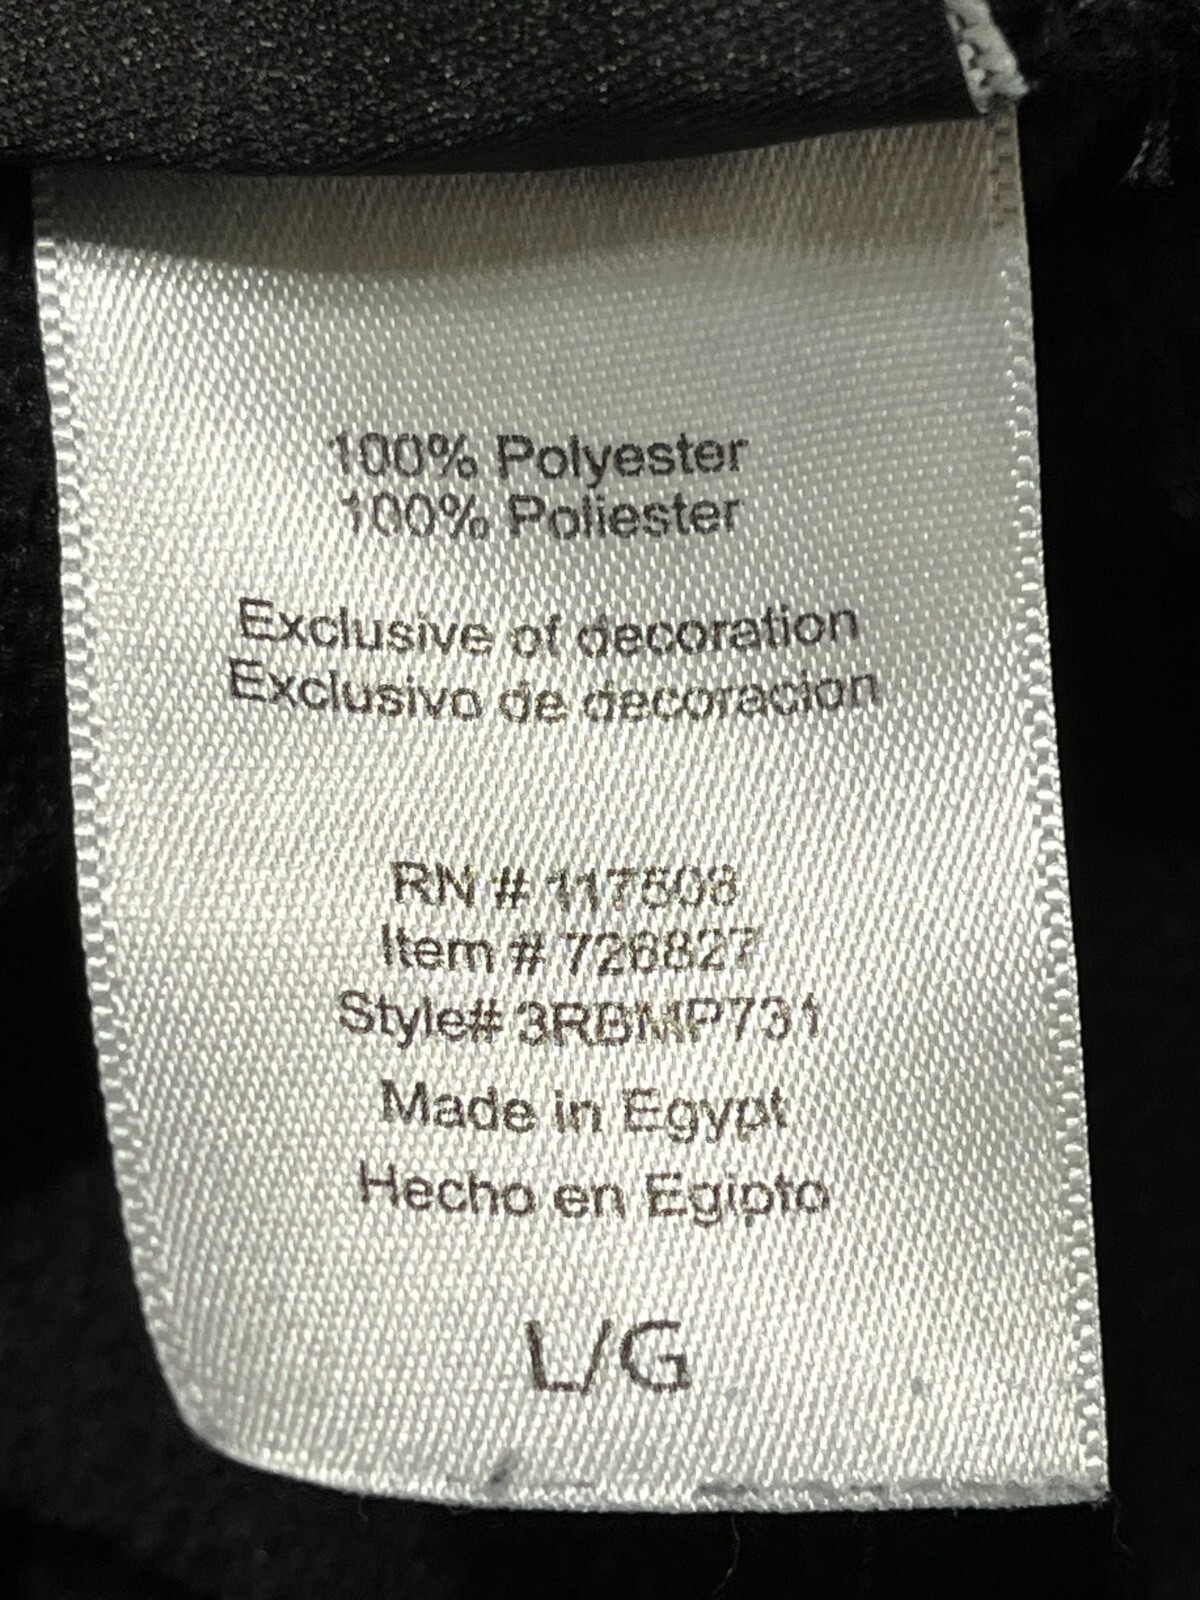 100% Polyester
100% Poliester
Exclusive of decoration
Exclusivo de decoracion
RN # 117508
Item # 726827
Style# 3RBMP731
Made in Egypt
Hecho en Egipto
L/G